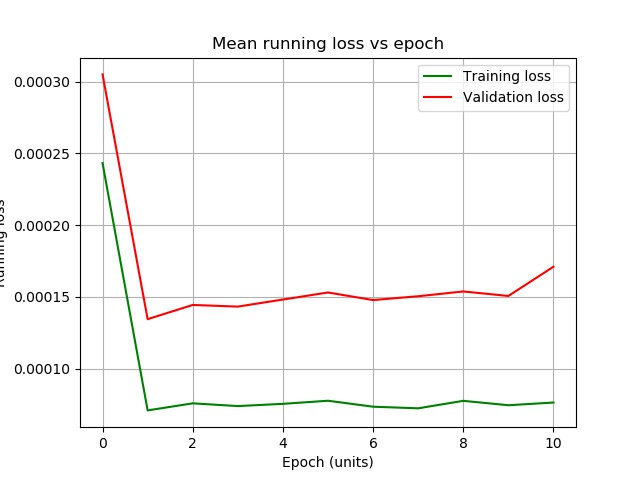 Mean running loss vs epoch
Training loss
Validation loss
0.00030
0.00025
0.00020
0.00015
0.00010
Running loss
0 2 4 6 8 10
Epoch (units)